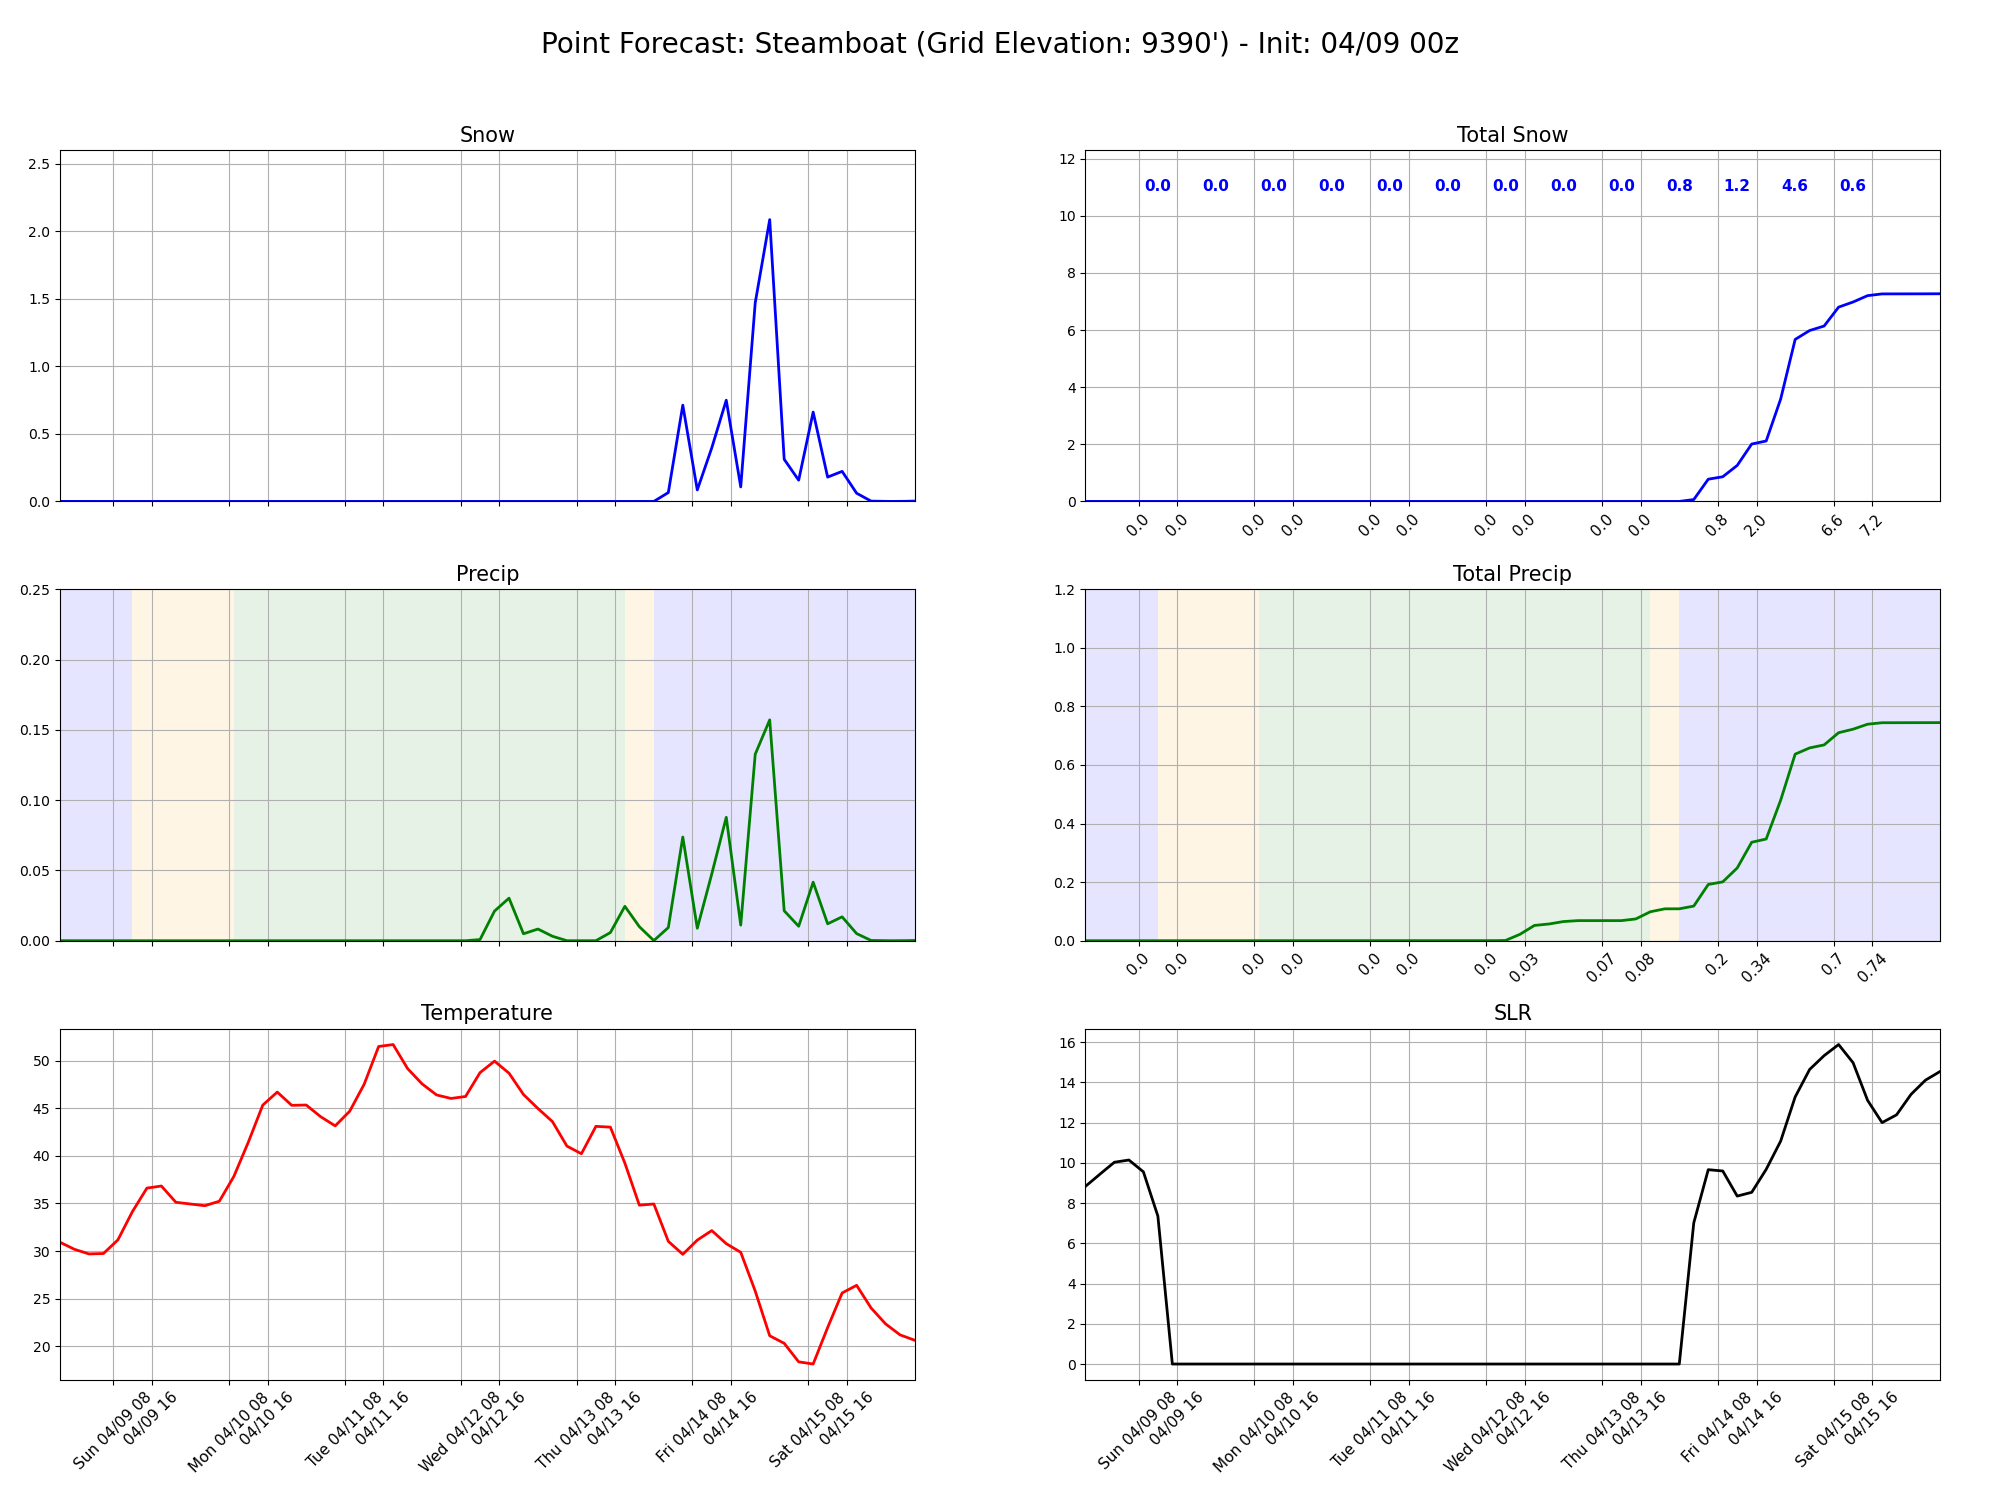 Point Forecast: Steamboat (Grid Elevation: 9390') - Init: 04/09 00z
Snow
2.5
2.0
1.5
1.0
0.5
0.0
Total Snow
12
10
8
6
4
2
0
0.0 0.0 0.0 0.0 0.0 0.0 0.0 0.0 0.0 0.8 1.2 4.6 0.6
0.0 0.0 0.0 0.0 0.0 0.0 0.0 0.0 0.0 0.0 0.8 2.0 6.6 7.2
Precip
0.25
0.20
0.15
0.10
0.05
0.00
Total Precip
1.2
1.0
0.8
0.6
0.4
0.2
0.0
0.0 0.0 0.0 0.0 0.0 0.0 0.0 0.03 0.07 0.08 0.2 0.34 0.7 0.74
Temperature
50
45
40
35
30
25
20
Sun 04/09 08
04/09 16
Mon 04/10 08
04/10 16
Tue 04/11 08
04/11 16
Wed 04/12 08
04/12 16
Thu 04/13 08
04/13 16
Fri 04/14 08
04/14 16
Sat 04/15 08
04/15 16
SLR
16
14
12
10
8
6
4
2
0
Sun 04/09 08
04/09 16
Mon 04/10 08
04/10 16
Tue 04/11 08
04/11 16
Wed 04/12 08
04/12 16
Thu 04/13 08
04/13 16
Fri 04/14 08
04/14 16
Sat 04/15 08
04/15 16